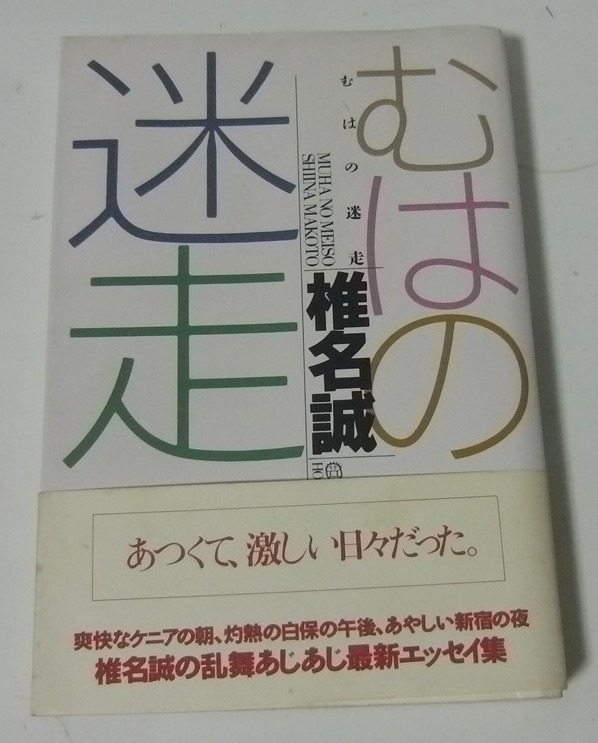 むはの
迷走
むはの迷走
MUHA NO MEISO
SHIINA MAKOTO
椎名誠
HO
あつくて、激しい日々だった。
爽快なケニアの朝、灼熱の白保の午後、あやしい新宿の夜
椎名誠の乱舞あじあじ最新エッセイ集